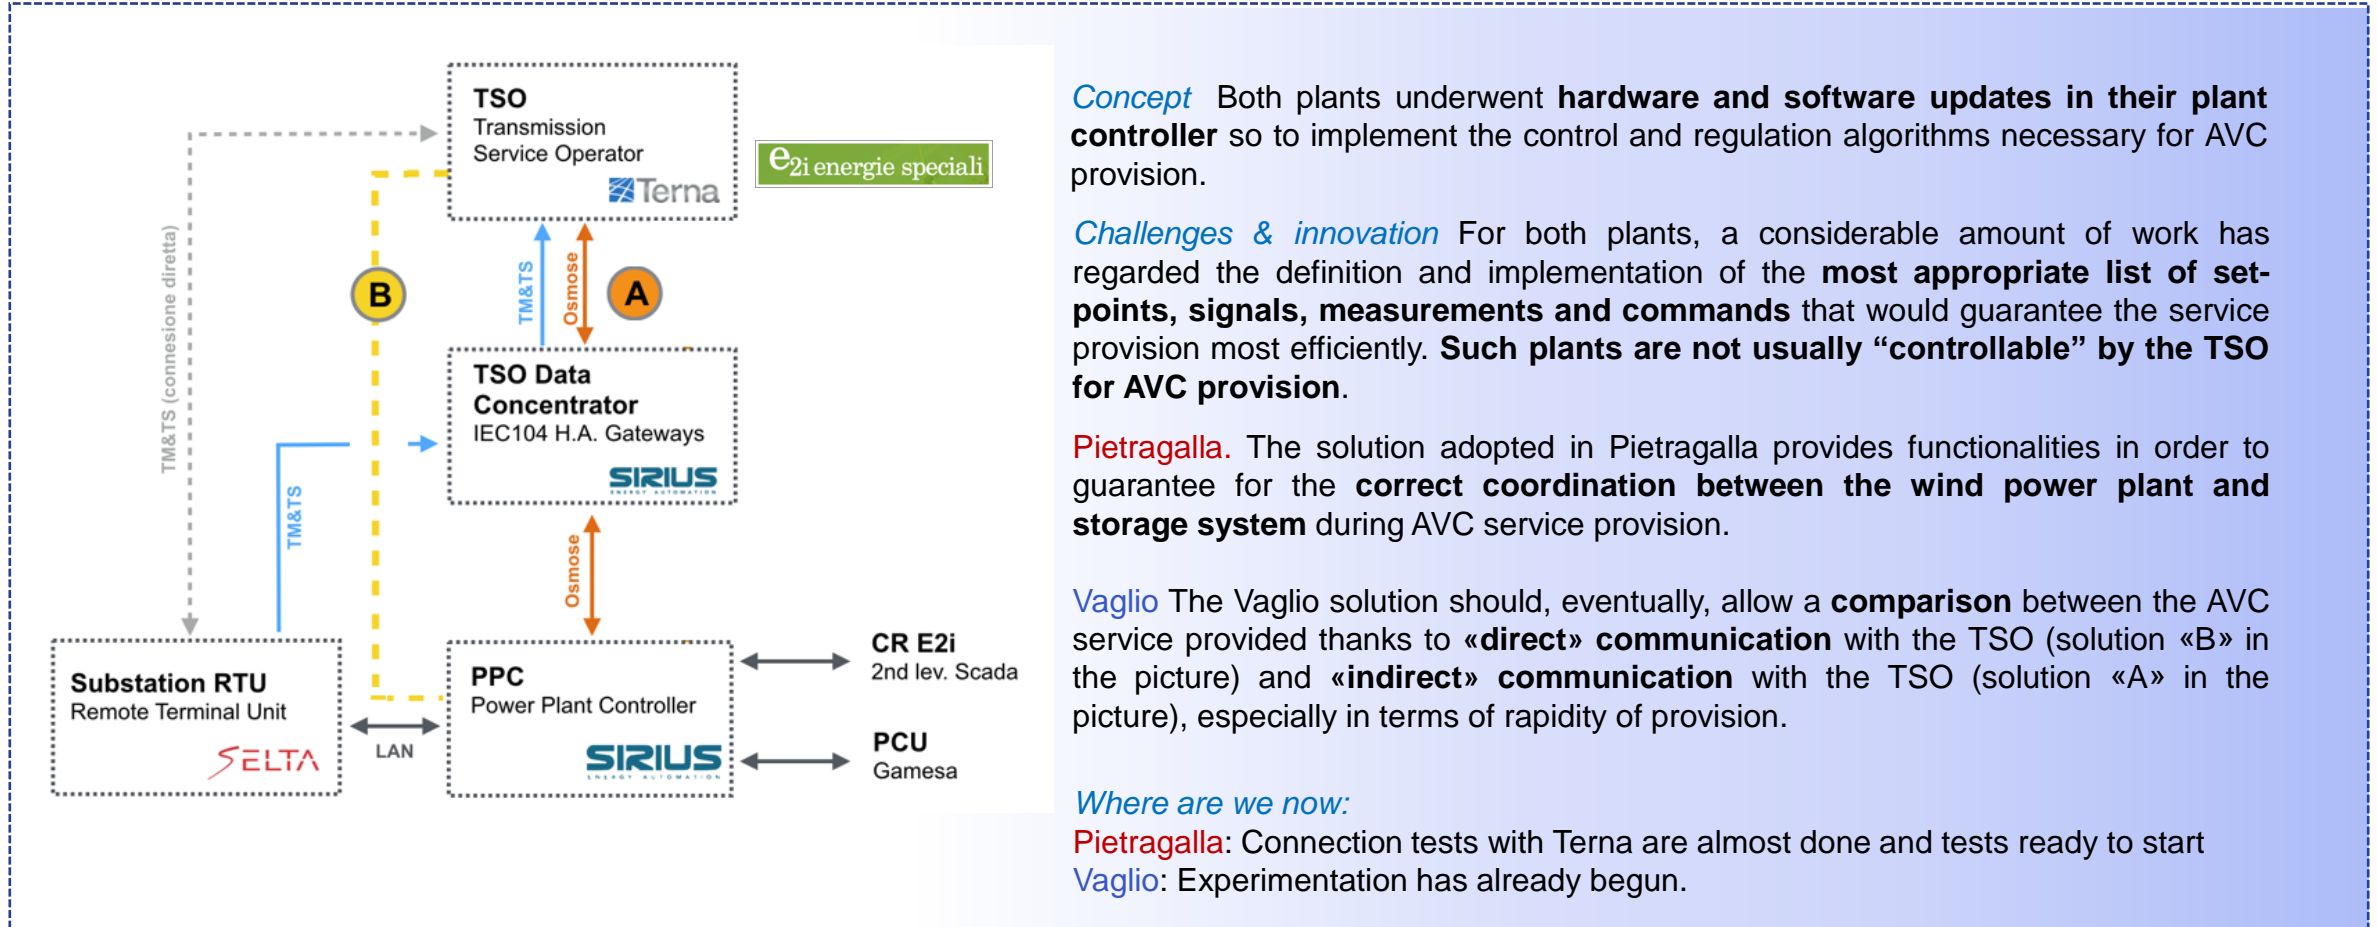 TSO
Transmission
Service Operator
Terna
e2i energie speciali
TM&TS (connesione diretta)
B
TM&TS
Osmose
A
TSO Data
Concentrator
IEC104 H.A. Gateways
SIRIUS
ENERGY AUTOMATION
TM&TS
Osmose
Substation RTU
Remote Terminal Unit
SELTA
LAN
PPC
Power Plant Controller
SIRIUS
ENERGY AUTOMATION
CR E2i
2nd lev. Scada
PCU
Gamesa
Concept Both plants underwent hardware and software updates in their plant
controller so to implement the control and regulation algorithms necessary for AVC
provision.
Challenges & innovation For both plants, a considerable amount of work has
regarded the definition and implementation of the most appropriate list of set-
points, signals, measurements and commands that would guarantee the service
provision most efficiently. Such plants are not usually “controllable” by the TSO
for AVC provision.
Pietragalla. The solution adopted in Pietragalla provides functionalities in order to
guarantee for the correct coordination between the wind power plant and
storage system during AVC service provision.
Vaglio The Vaglio solution should, eventually, allow a comparison between the AVC
service provided thanks to «direct» communication with the TSO (solution «B» in
the picture) and «indirect» communication with the TSO (solution «A» in the
picture), especially in terms of rapidity of provision.
Where are we now:
Pietragalla: Connection tests with Terna are almost done and tests ready to start
Vaglio: Experimentation has already begun.